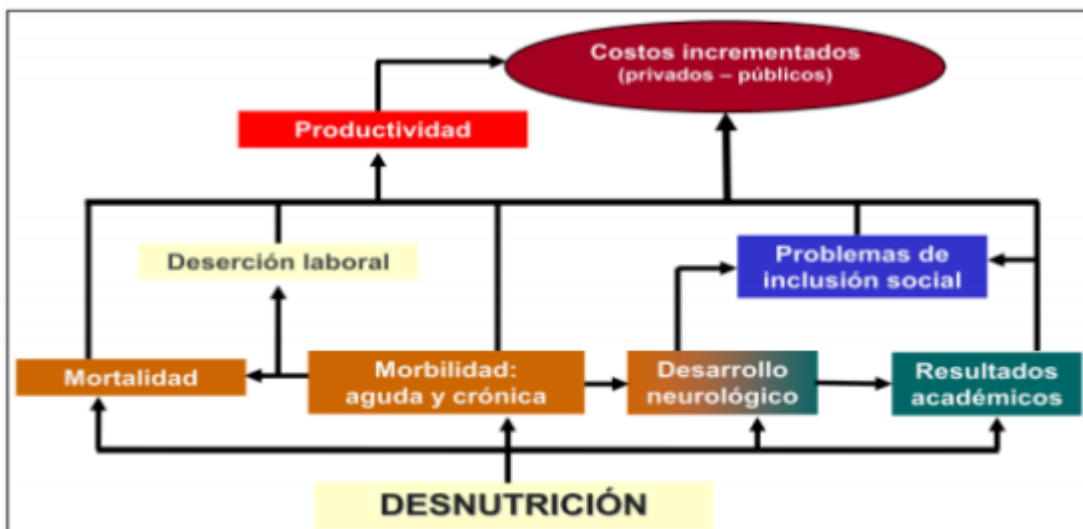 Costos incrementados
(privados – públicos)
Productividad
Deserción laboral
Problemas de
inclusión social
Mortalidad
Morbilidad:
aguda y crónica
Desarrollo
neurológico
Resultados
académicos
DESNUTRICIÓN